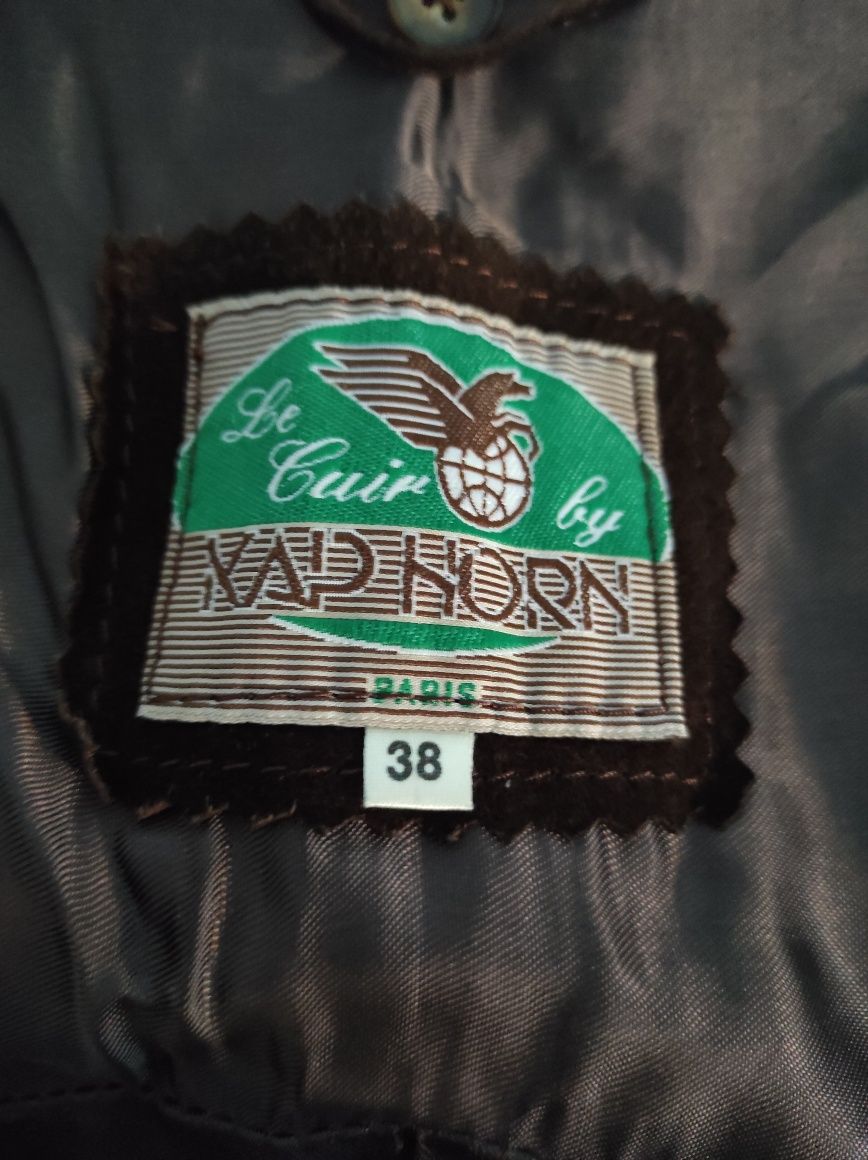 Le
Cuir by
KAP HORN
PARIS
38